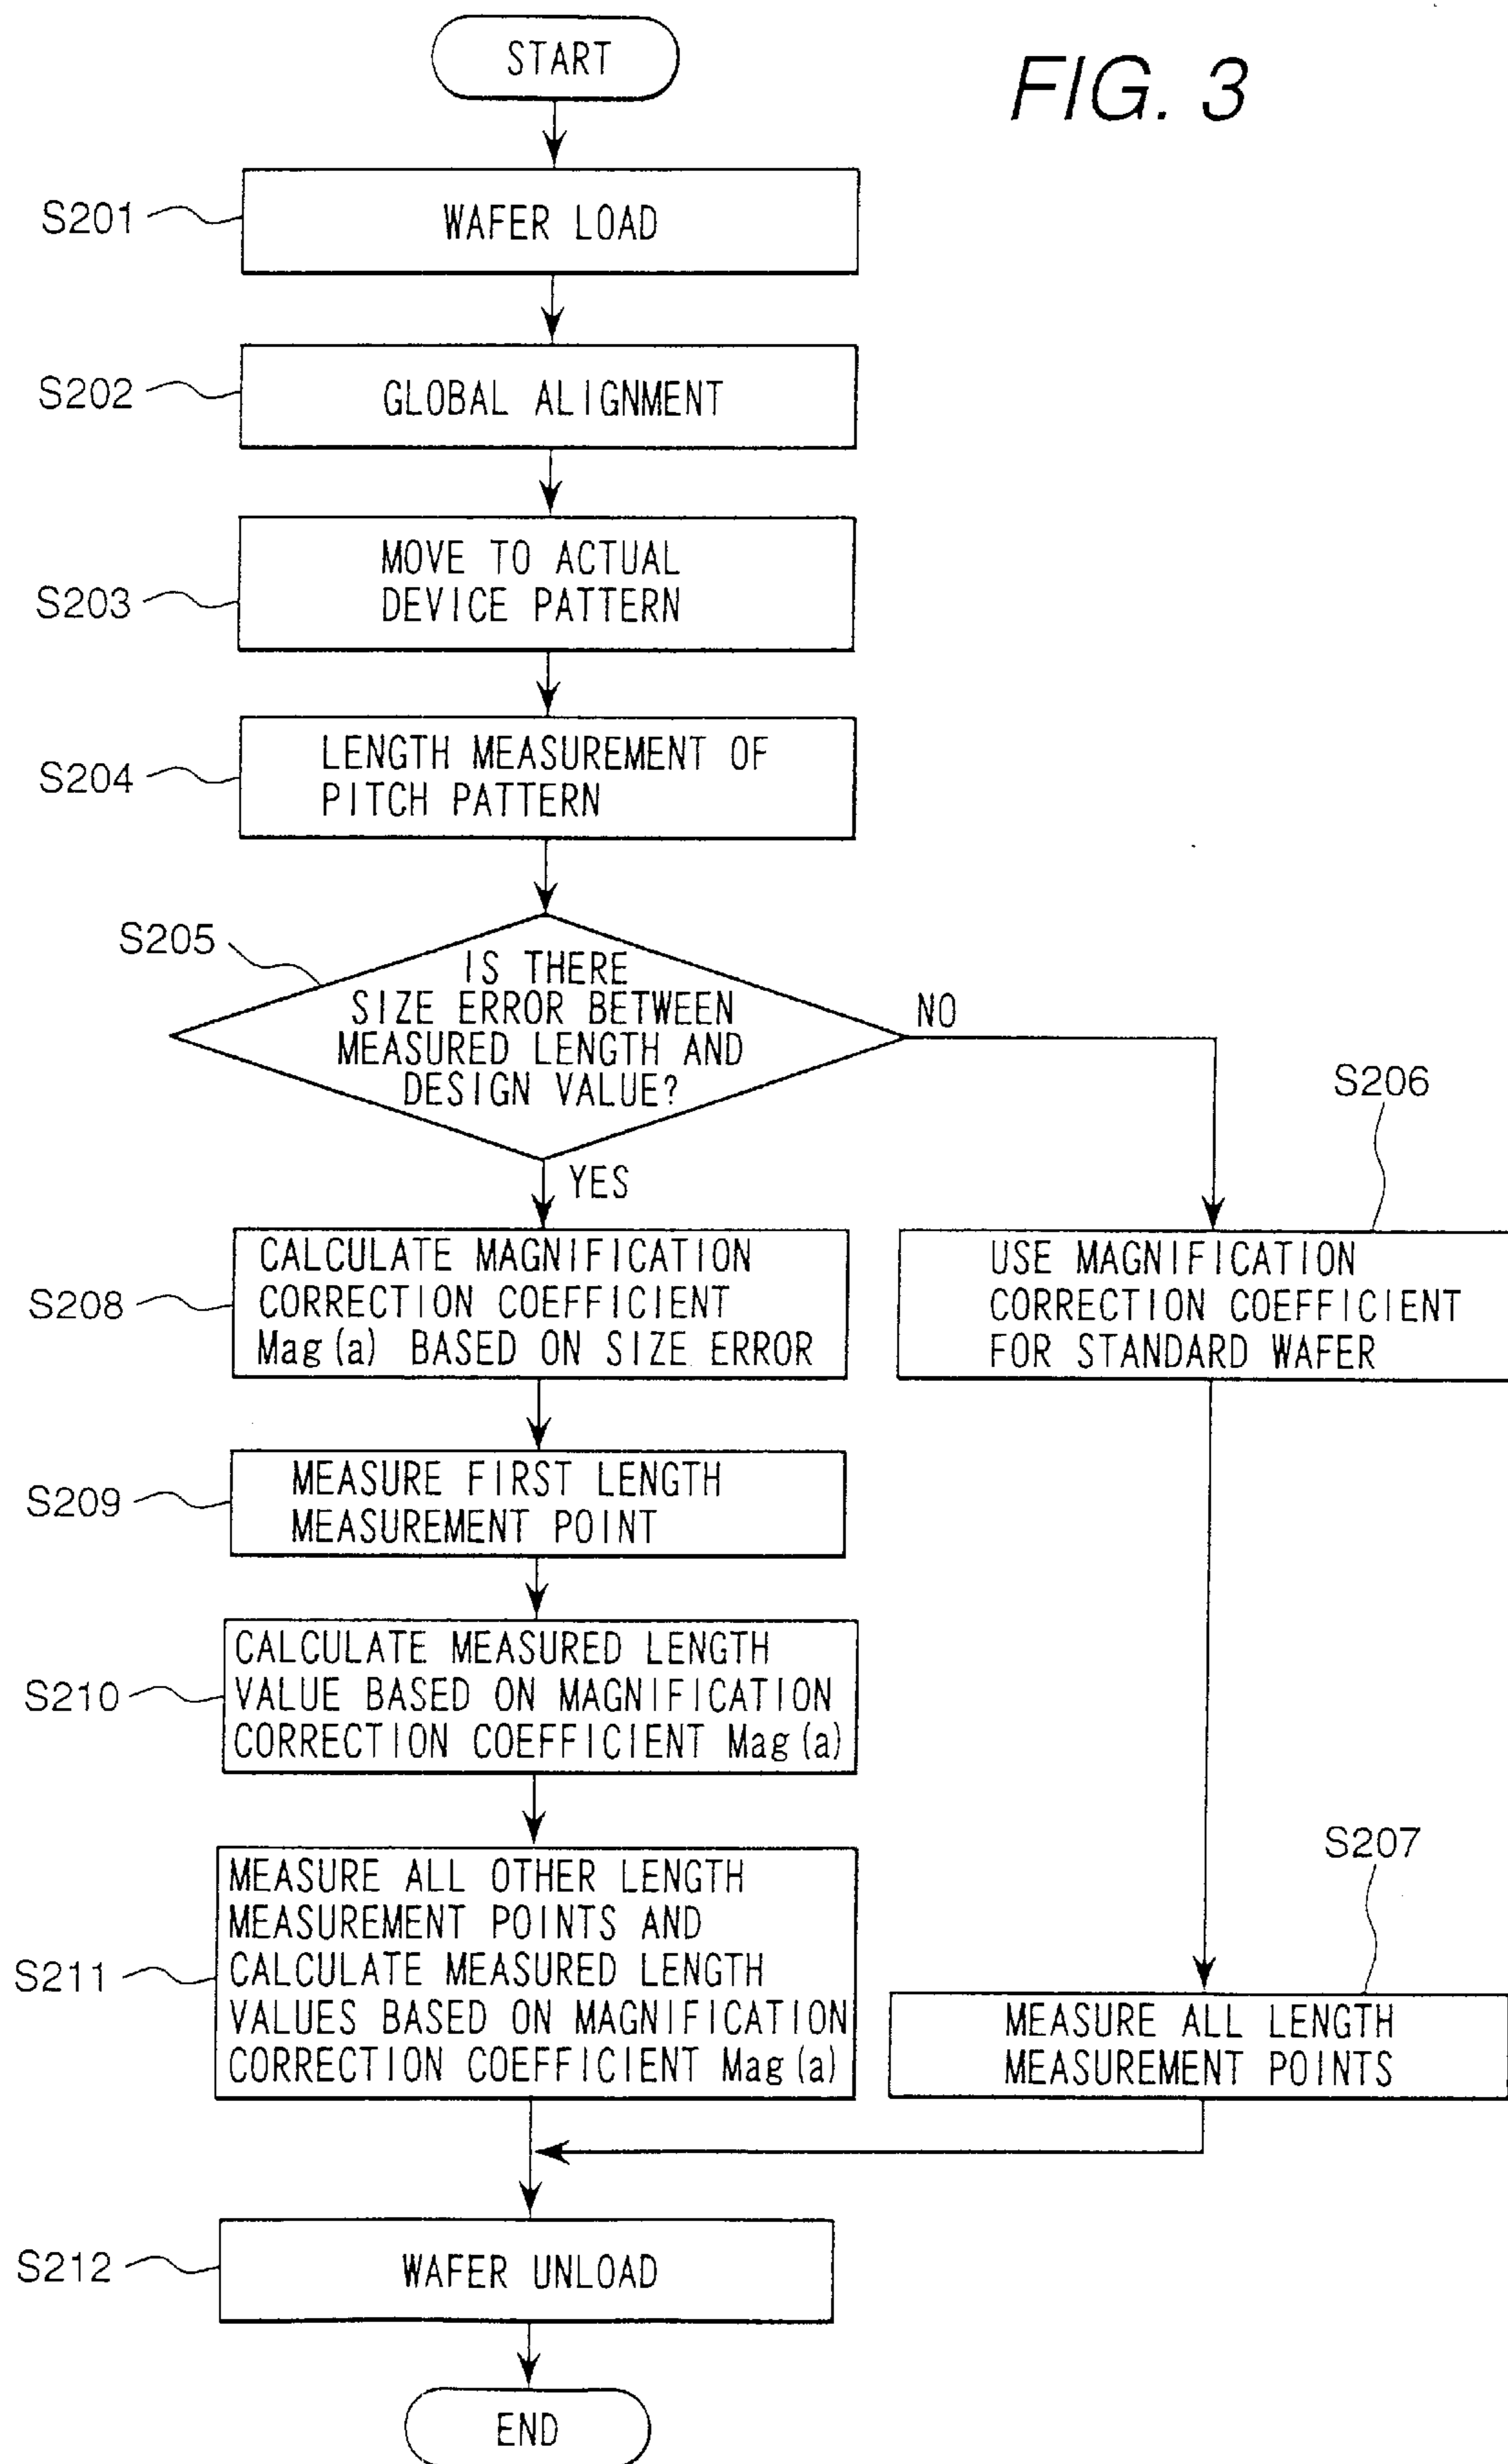 START
FIG. 3
S201
WAFER LOAD
S202
GLOBAL ALIGNMENT
S203
MOVE TO ACTUAL
DEVICE PATTERN
S204
LENGTH MEASUREMENT OF
PITCH PATTERN
S205
IS THERE
SIZE ERROR BETWEEN
MEASURED LENGTH AND
DESIGN VALUE?
NO
YES
S206
USE MAGNIFICATION
CORRECTION COEFFICIENT
FOR STANDARD WAFER
S208
CALCULATE MAGNIFICATION
CORRECTION COEFFICIENT
Mag(a) BASED ON SIZE ERROR
S209
MEASURE FIRST LENGTH
MEASUREMENT POINT
S210
CALCULATE MEASURED LENGTH
VALUE BASED ON MAGNIFICATION
CORRECTION COEFFICIENT Mag(a)
S211
MEASURE ALL OTHER LENGTH
MEASUREMENT POINTS AND
CALCULATE MEASURED LENGTH
VALUES BASED ON MAGNIFICATION
CORRECTION COEFFICIENT Mag(a)
S207
MEASURE ALL LENGTH
MEASUREMENT POINTS
S212
WAFER UNLOAD
END